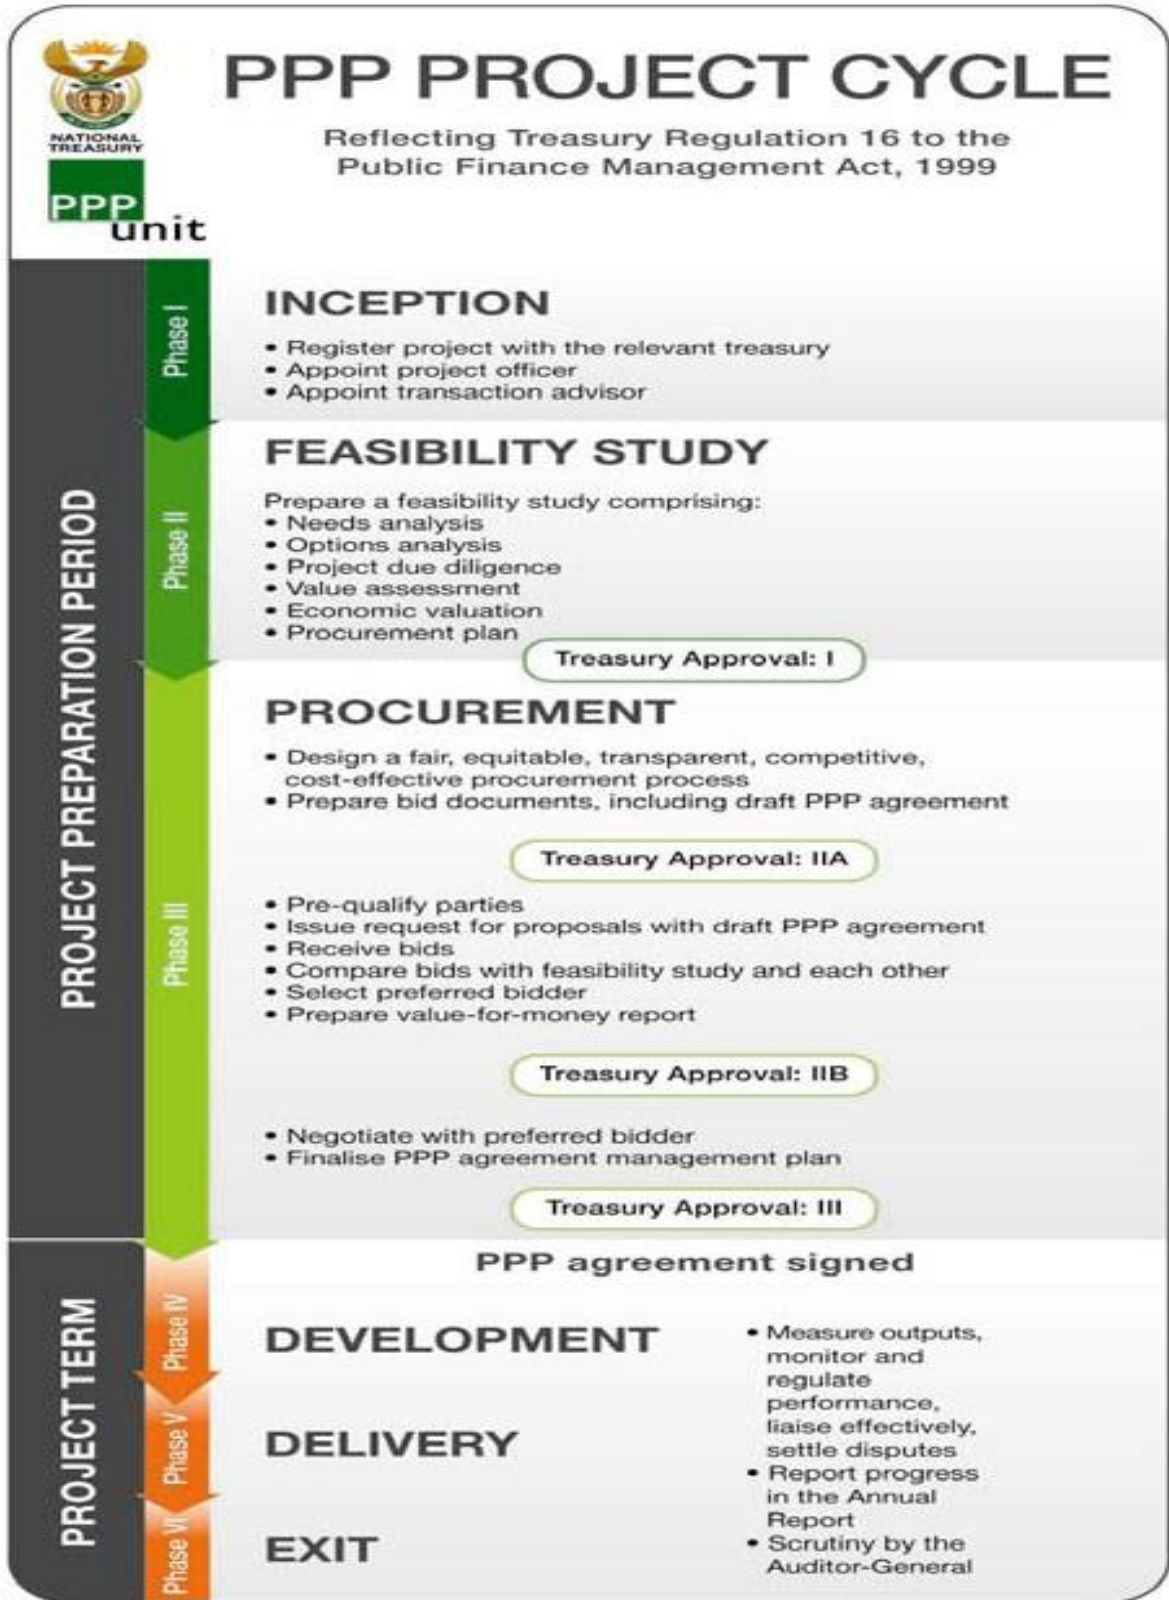 PPP PROJECT CYCLE
Reflecting Treasury Regulation 16 to the
Public Finance Management Act, 1999
NATIONAL
TREASURY
PPP
unit
PROJECT PREPARATION PERIOD
Phase I
INCEPTION
• Register project with the relevant treasury
• Appoint project officer
• Appoint transaction advisor
Phase II
FEASIBILITY STUDY
Prepare a feasibility study comprising:
• Needs analysis
• Options analysis
• Project due diligence
• Value assessment
• Economic valuation
• Procurement plan
Treasury Approval: I
Phase III
PROCUREMENT
• Design a fair, equitable, transparent, competitive,
cost-effective procurement process
• Prepare bid documents, including draft PPP agreement
Treasury Approval: IIA
• Pre-qualify parties
• Issue request for proposals with draft PPP agreement
• Receive bids
• Compare bids with feasibility study and each other
• Select preferred bidder
• Prepare value-for-money report
Treasury Approval: IIB
• Negotiate with preferred bidder
• Finalise PPP agreement management plan
Treasury Approval: III
PPP agreement signed
PROJECT TERM
Phase IV
DEVELOPMENT
Phase V
DELIVERY
Phase VI
EXIT
• Measure outputs,
monitor and
regulate
performance,
liaise effectively,
settle disputes
• Report progress
in the Annual
Report
• Scrutiny by the
Auditor-General